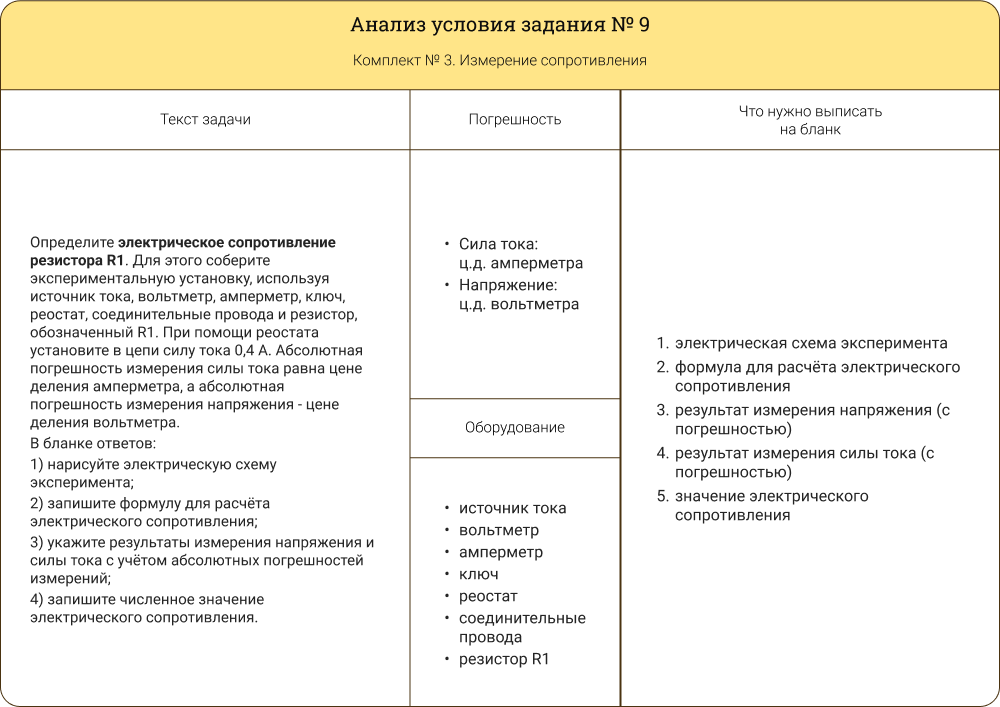 Анализ условия задания № 9
Комплект № 3. Измерение сопротивления
Текст задачи
Погрешность
Что нужно выписать
на бланк
Определите электрическое сопротивление
резистора R1. Для этого соберите
экспериментальную установку, используя
источник тока, вольтметр, амперметр, ключ,
реостат, соединительные провода и резистор,
обозначенный R1. При помощи реостата
установите в цепи силу тока 0,4 А. Абсолютная
погрешность измерения силы тока равна цене
деления амперметра, а абсолютная
погрешность измерения напряжения - цене
деления вольтметра.
В бланке ответов:
1) нарисуйте электрическую схему
эксперимента;
2) запишите формулу для расчёта
электрического сопротивления;
3) укажите результаты измерения напряжения и
силы тока с учётом абсолютных погрешностей
измерений;
4) запишите численное значение
электрического сопротивления.
• Сила тока:
ц.д. амперметра
• Напряжение:
ц.д. вольтметра
Оборудование
• источник тока
• вольтметр
• амперметр
• ключ
• реостат
• соединительные
провода
• резистор R1
1. электрическая схема эксперимента
2. формула для расчёта электрического
сопротивления
3. результат измерения напряжения (с
погрешностью)
4. результат измерения силы тока (с
погрешностью)
5. значение электрического
сопротивления